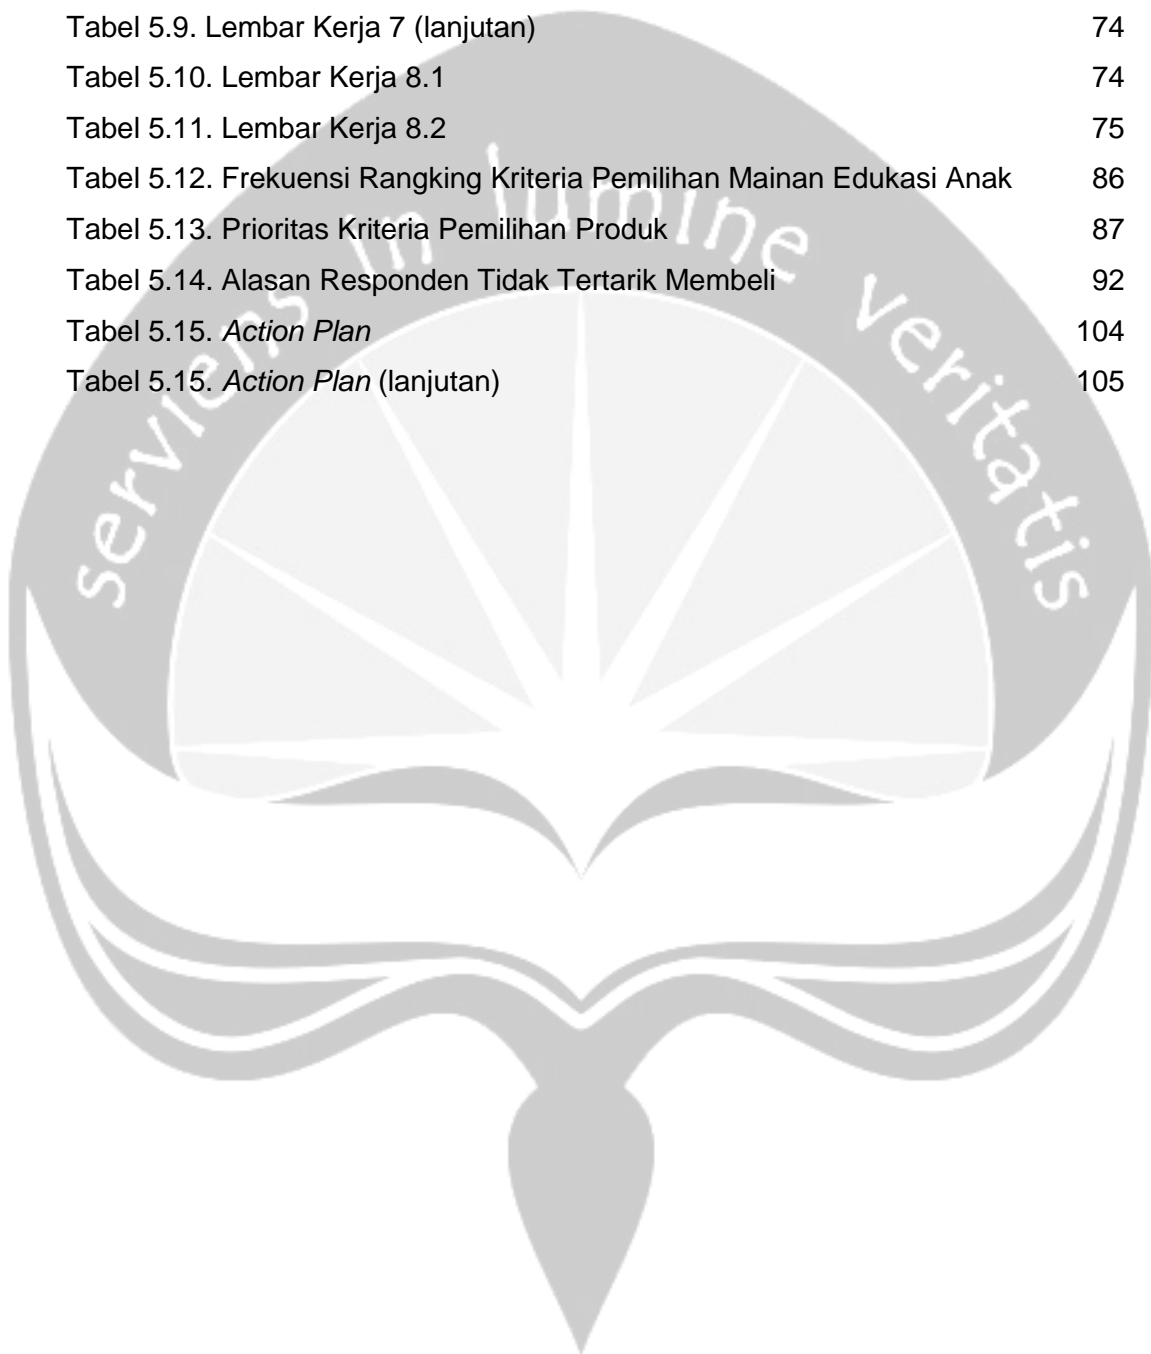 Tabel 5.9. Lembar Kerja 7 (lanjutan) 74
Tabel 5.10. Lembar Kerja 8.1 74
Tabel 5.11. Lembar Kerja 8.2 75
Tabel 5.12. Frekuensi Rangking Kriteria Pemilihan Mainan Edukasi Anak 86
Tabel 5.13. Prioritas Kriteria Pemilihan Produk 87
Tabel 5.14. Alasan Responden Tidak Tertarik Membeli 92
Tabel 5.15. Action Plan 104
Tabel 5.15. Action Plan (lanjutan) 105
serviens in lumine veritatis